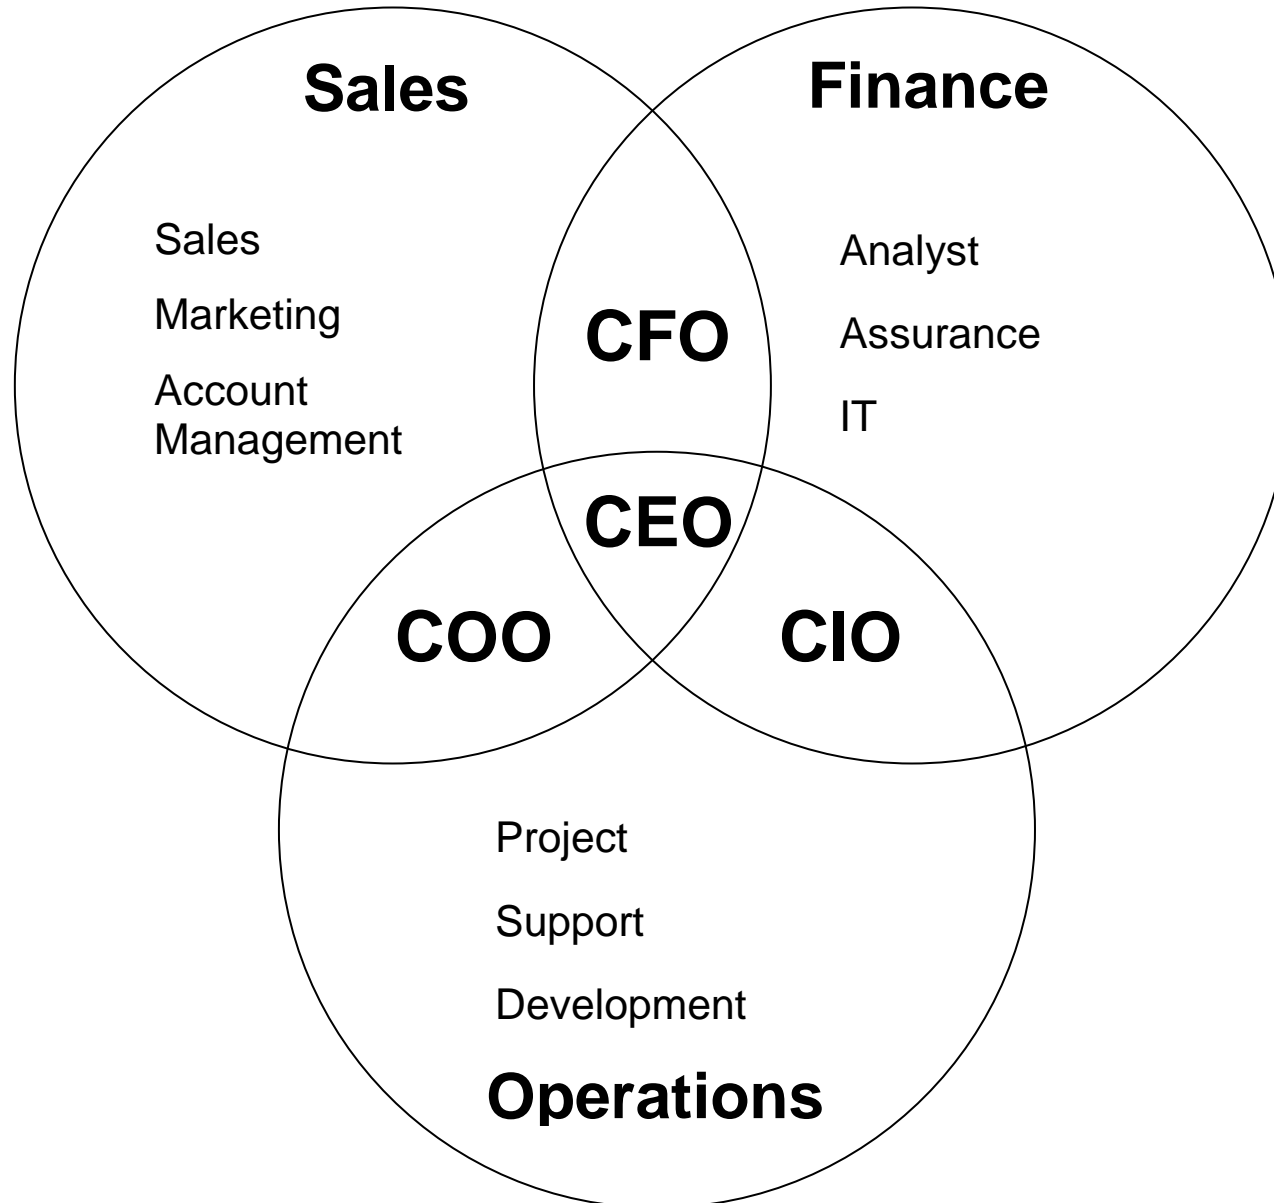 Sales
Finance
Sales
Marketing
Account
Management
Analyst
Assurance
IT
CFO
CEO
COO
CIO
Project
Support
Development
Operations